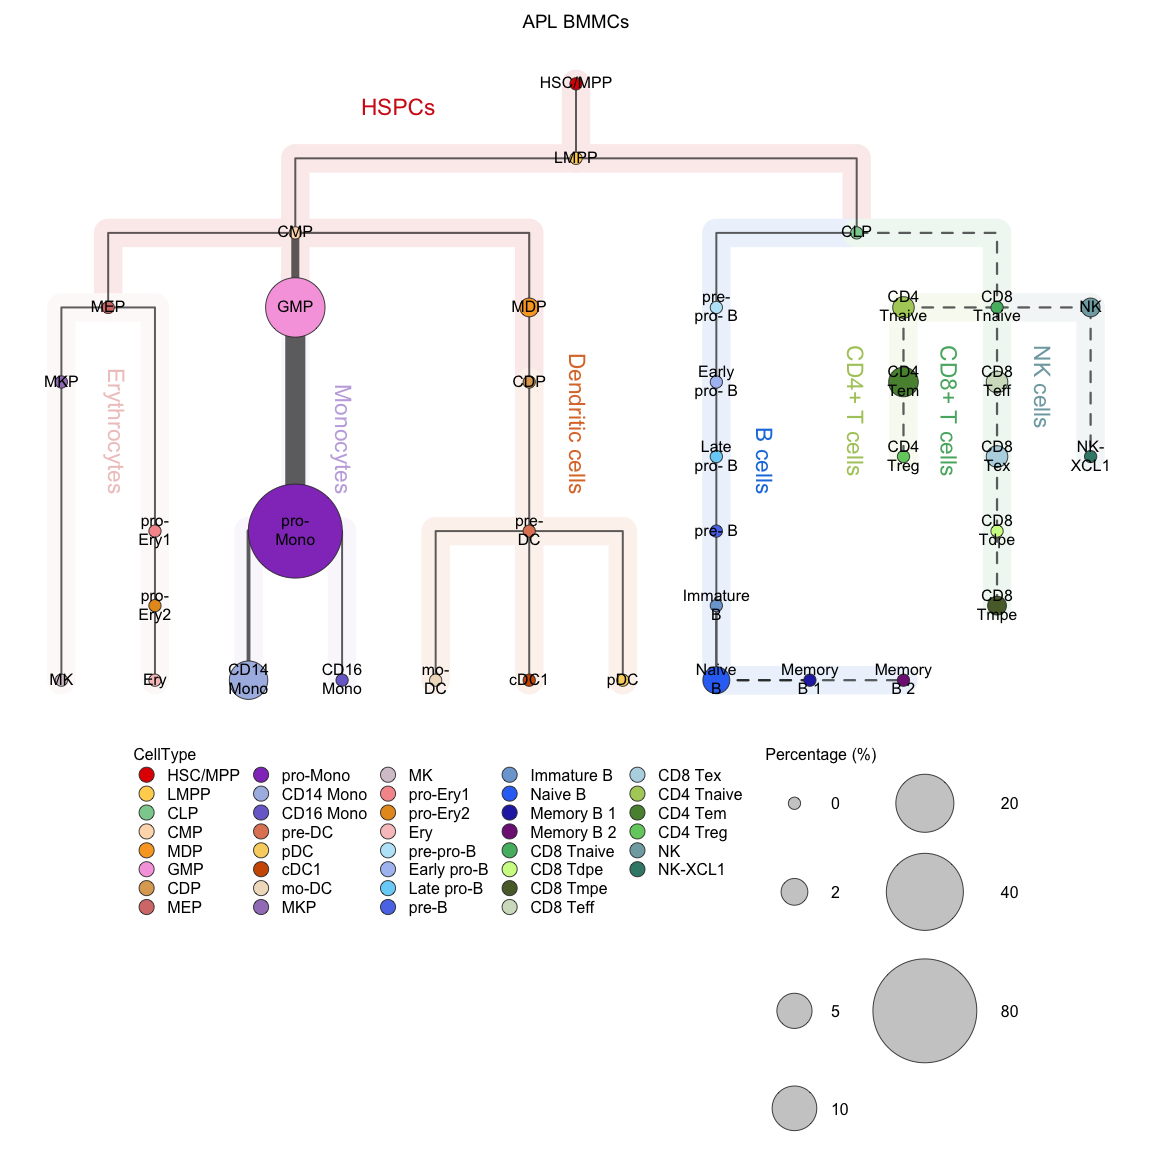 APL BMMCs
HSC/MPP
HSPCs
LMPP
CMP
CLP
MEP
GMP
MDP
pre-
pro- B
CD4
Tnaive
CD8
Tnaive
NK
MKP
CDP
Early
pro- B
CD4
Tem
CD8
Teff
Erythrocytes
Monocytes
Dendritic cells
B cells
CD4+ T cells
CD8+ T cells
NK cells
Late
pro- B
CD4
Treg
CD8
Tex
NK-
XCL1
pro-
Ery1
pro-
Mono
pre-
DC
pre- B
CD8
Tdpe
pro-
Ery2
Immature
B
CD8
Tmpe
MK
Ery
CD14
Mono
CD16
Mono
mo-
DC
cDC1
pDC
Naive
B
Memory
B 1
Memory
B 2
CellType
HSC/MPP
LMPP
CLP
CMP
MDP
GMP
CDP
MEP
pro-Mono
CD14 Mono
CD16 Mono
pre-DC
pDC
cDC1
mo-DC
MKP
MK
pro-Ery1
pro-Ery2
Ery
pre-pro-B
Early pro-B
Late pro-B
pre-B
Immature B
Naive B
Memory B 1
Memory B 2
CD8 Tnaive
CD8 Tdpe
CD8 Tmpe
CD8 Teff
CD8 Tex
CD4 Tnaive
CD4 Tem
CD4 Treg
NK
NK-XCL1
Percentage (%)
0
2
5
10
20
40
80